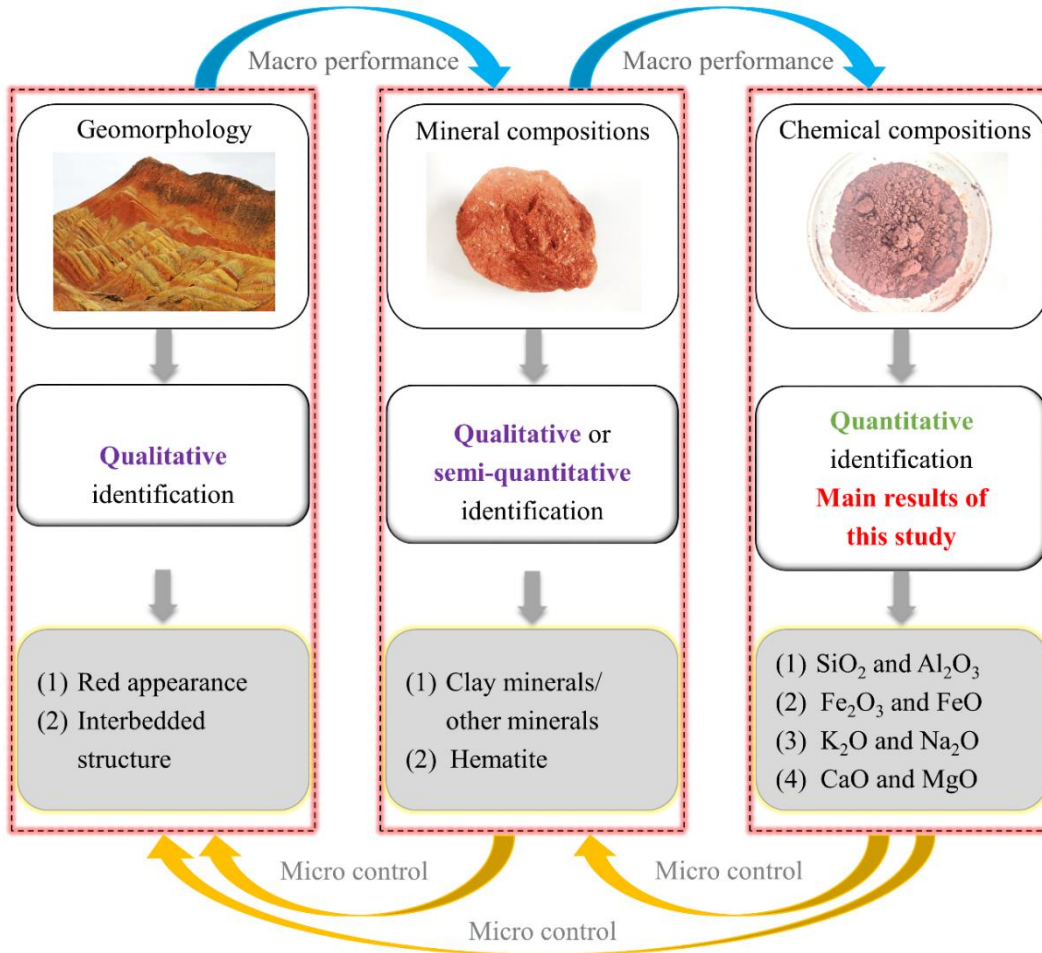 Macro performance
Macro performance
Geomorphology
Qualitative
identification
(1) Red appearance
(2) Interbedded
structure
Mineral compositions
Qualitative or
semi-quantitative
identification
(1) Clay minerals/
other minerals
(2) Hematite
Chemical compositions
Quantitative
identification
Main results of
this study
(1) SiO₂ and Al₂O₃
(2) Fe₂O₃ and FeO
(3) K₂O and Na₂O
(4) CaO and MgO
Micro control
Micro control
Micro control